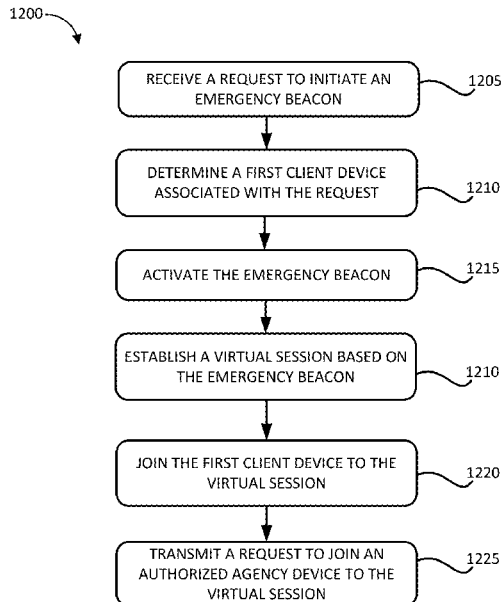 1200
RECEIVE A REQUEST TO INITIATE AN
EMERGENCY BEACON
1205
DETERMINE A FIRST CLIENT DEVICE
ASSOCIATED WITH THE REQUEST
1210
ACTIVATE THE EMERGENCY BEACON
1215
ESTABLISH A VIRTUAL SESSION BASED ON
THE EMERGENCY BEACON
1210
JOIN THE FIRST CLIENT DEVICE TO THE
VIRTUAL SESSION
1220
TRANSMIT A REQUEST TO JOIN AN
AUTHORIZED AGENCY DEVICE TO THE
VIRTUAL SESSION
1225